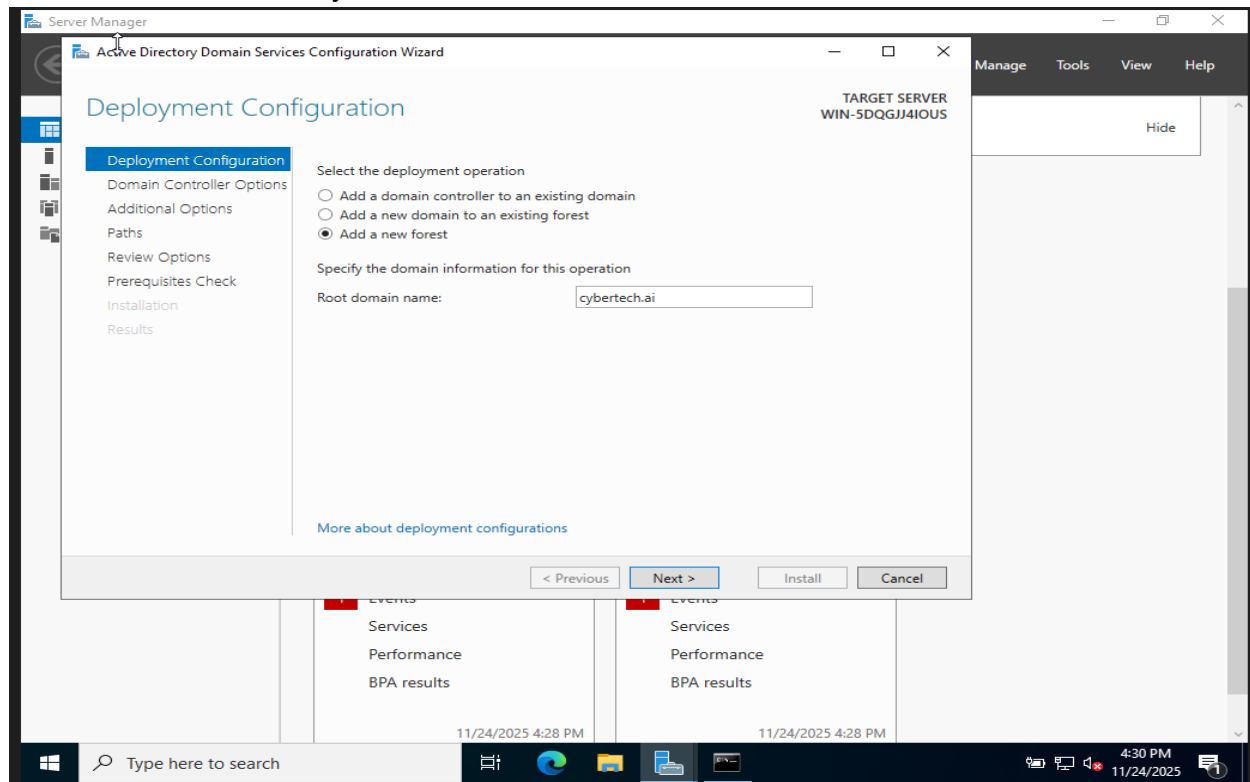 Server Manager
Active Directory Domain Services Configuration Wizard
Manage Tools View Help
Deployment Configuration
TARGET SERVER
WIN-5DQGJJ4IOUS
Hide
Deployment Configuration
Domain Controller Options
Additional Options
Paths
Review Options
Prerequisites Check
Installation
Results
Select the deployment operation
Add a domain controller to an existing domain
Add a new domain to an existing forest
Add a new forest
Specify the domain information for this operation
Root domain name: cybertech.ai
More about deployment configurations
< Previous Next > Install Cancel
Events Events
Services Services
Performance Performance
BPA results BPA results
11/24/2025 4:28 PM 11/24/2025 4:28 PM
Type here to search
4:30 PM
11/24/2025
1